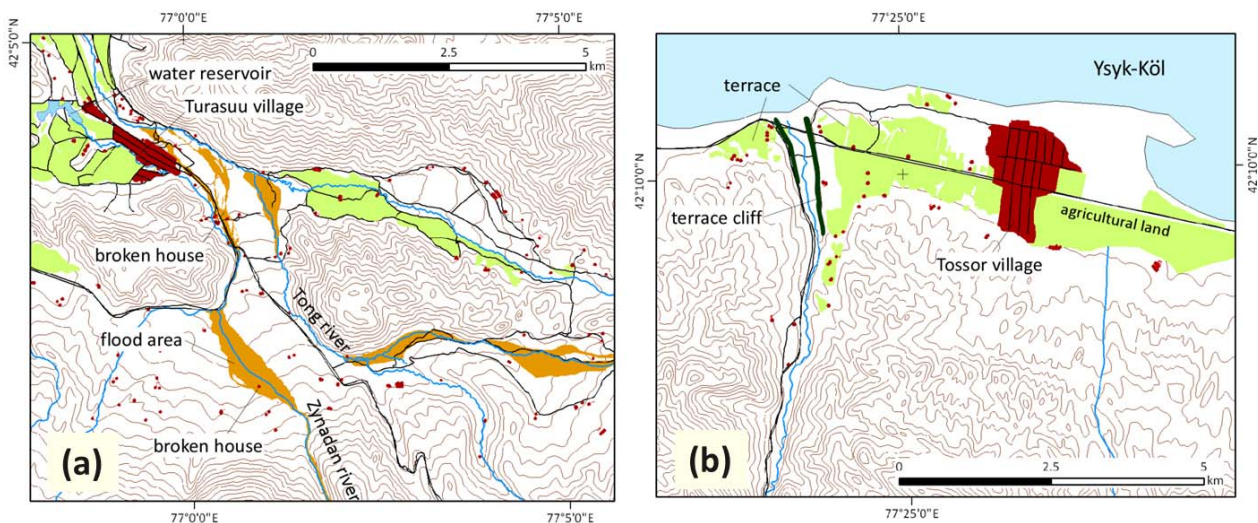 77°0'0"E
77°5'0"E
42°5'0"N
0
2.5
5
km
water reservoir
Turasuu village
broken house
Tong river
flood area
broken house
Zynadan river
(a)
77°0'0"E
77°5'0"E
77°25'0"E
Ysyk-Köl
terrace
42°10'0"N
42°10'0"N
terrace cliff
agricultural land
Tossor village
(b)
0
2.5
5
km
77°25'0"E